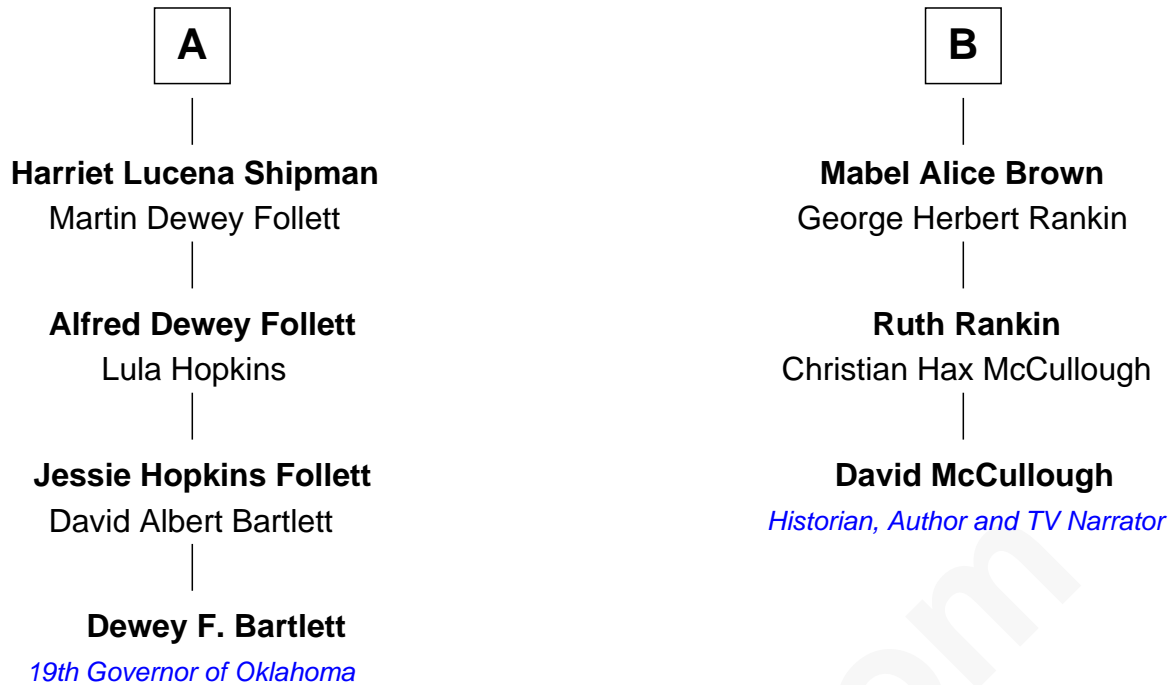 A
Harriet Lucena Shipman
Martin Dewey Follett
Alfred Dewey Follett
Lula Hopkins
Jessie Hopkins Follett
David Albert Bartlett
Dewey F. Bartlett
19th Governor of Oklahoma
B
Mabel Alice Brown
George Herbert Rankin
Ruth Rankin
Christian Hax McCullough
David McCullough
Historian, Author and TV Narrator
om